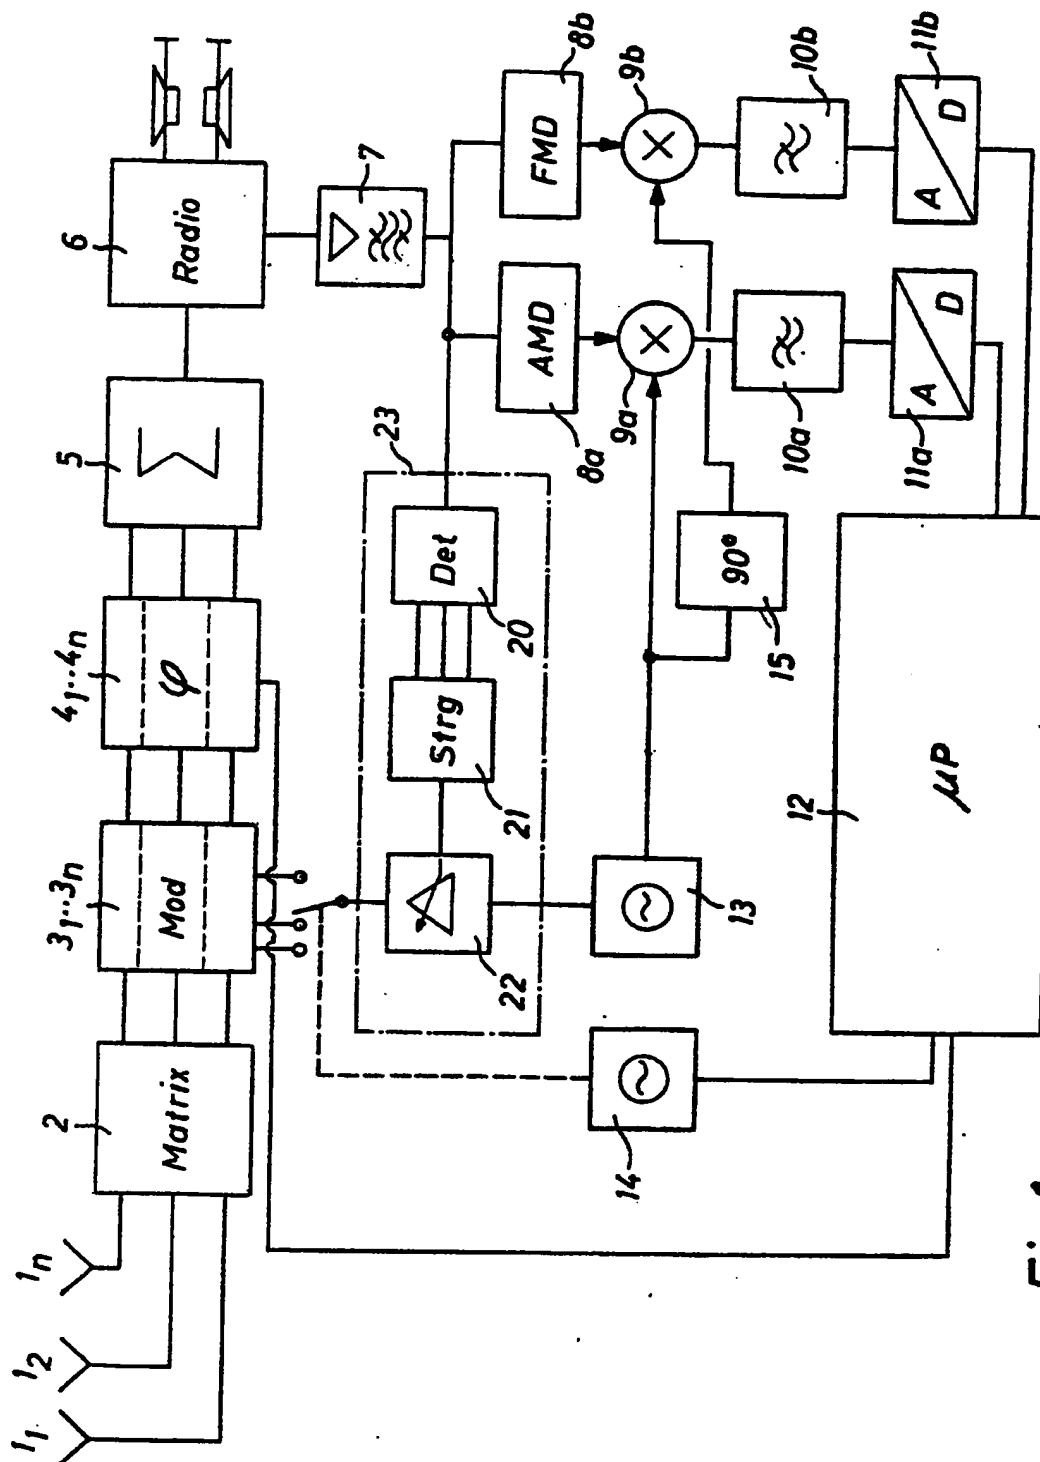 1₁ 1₂ 1n
2 3₁..3n 4₁..4n 5 6
Matrix Mod φ Σ Radio
7
23
Strg Det
22 21 20
AMD FMD
8a 8b
14 9a 9b
13 90°
15
12 10a 10b
11a 11b
A D A D
μP
Fig.